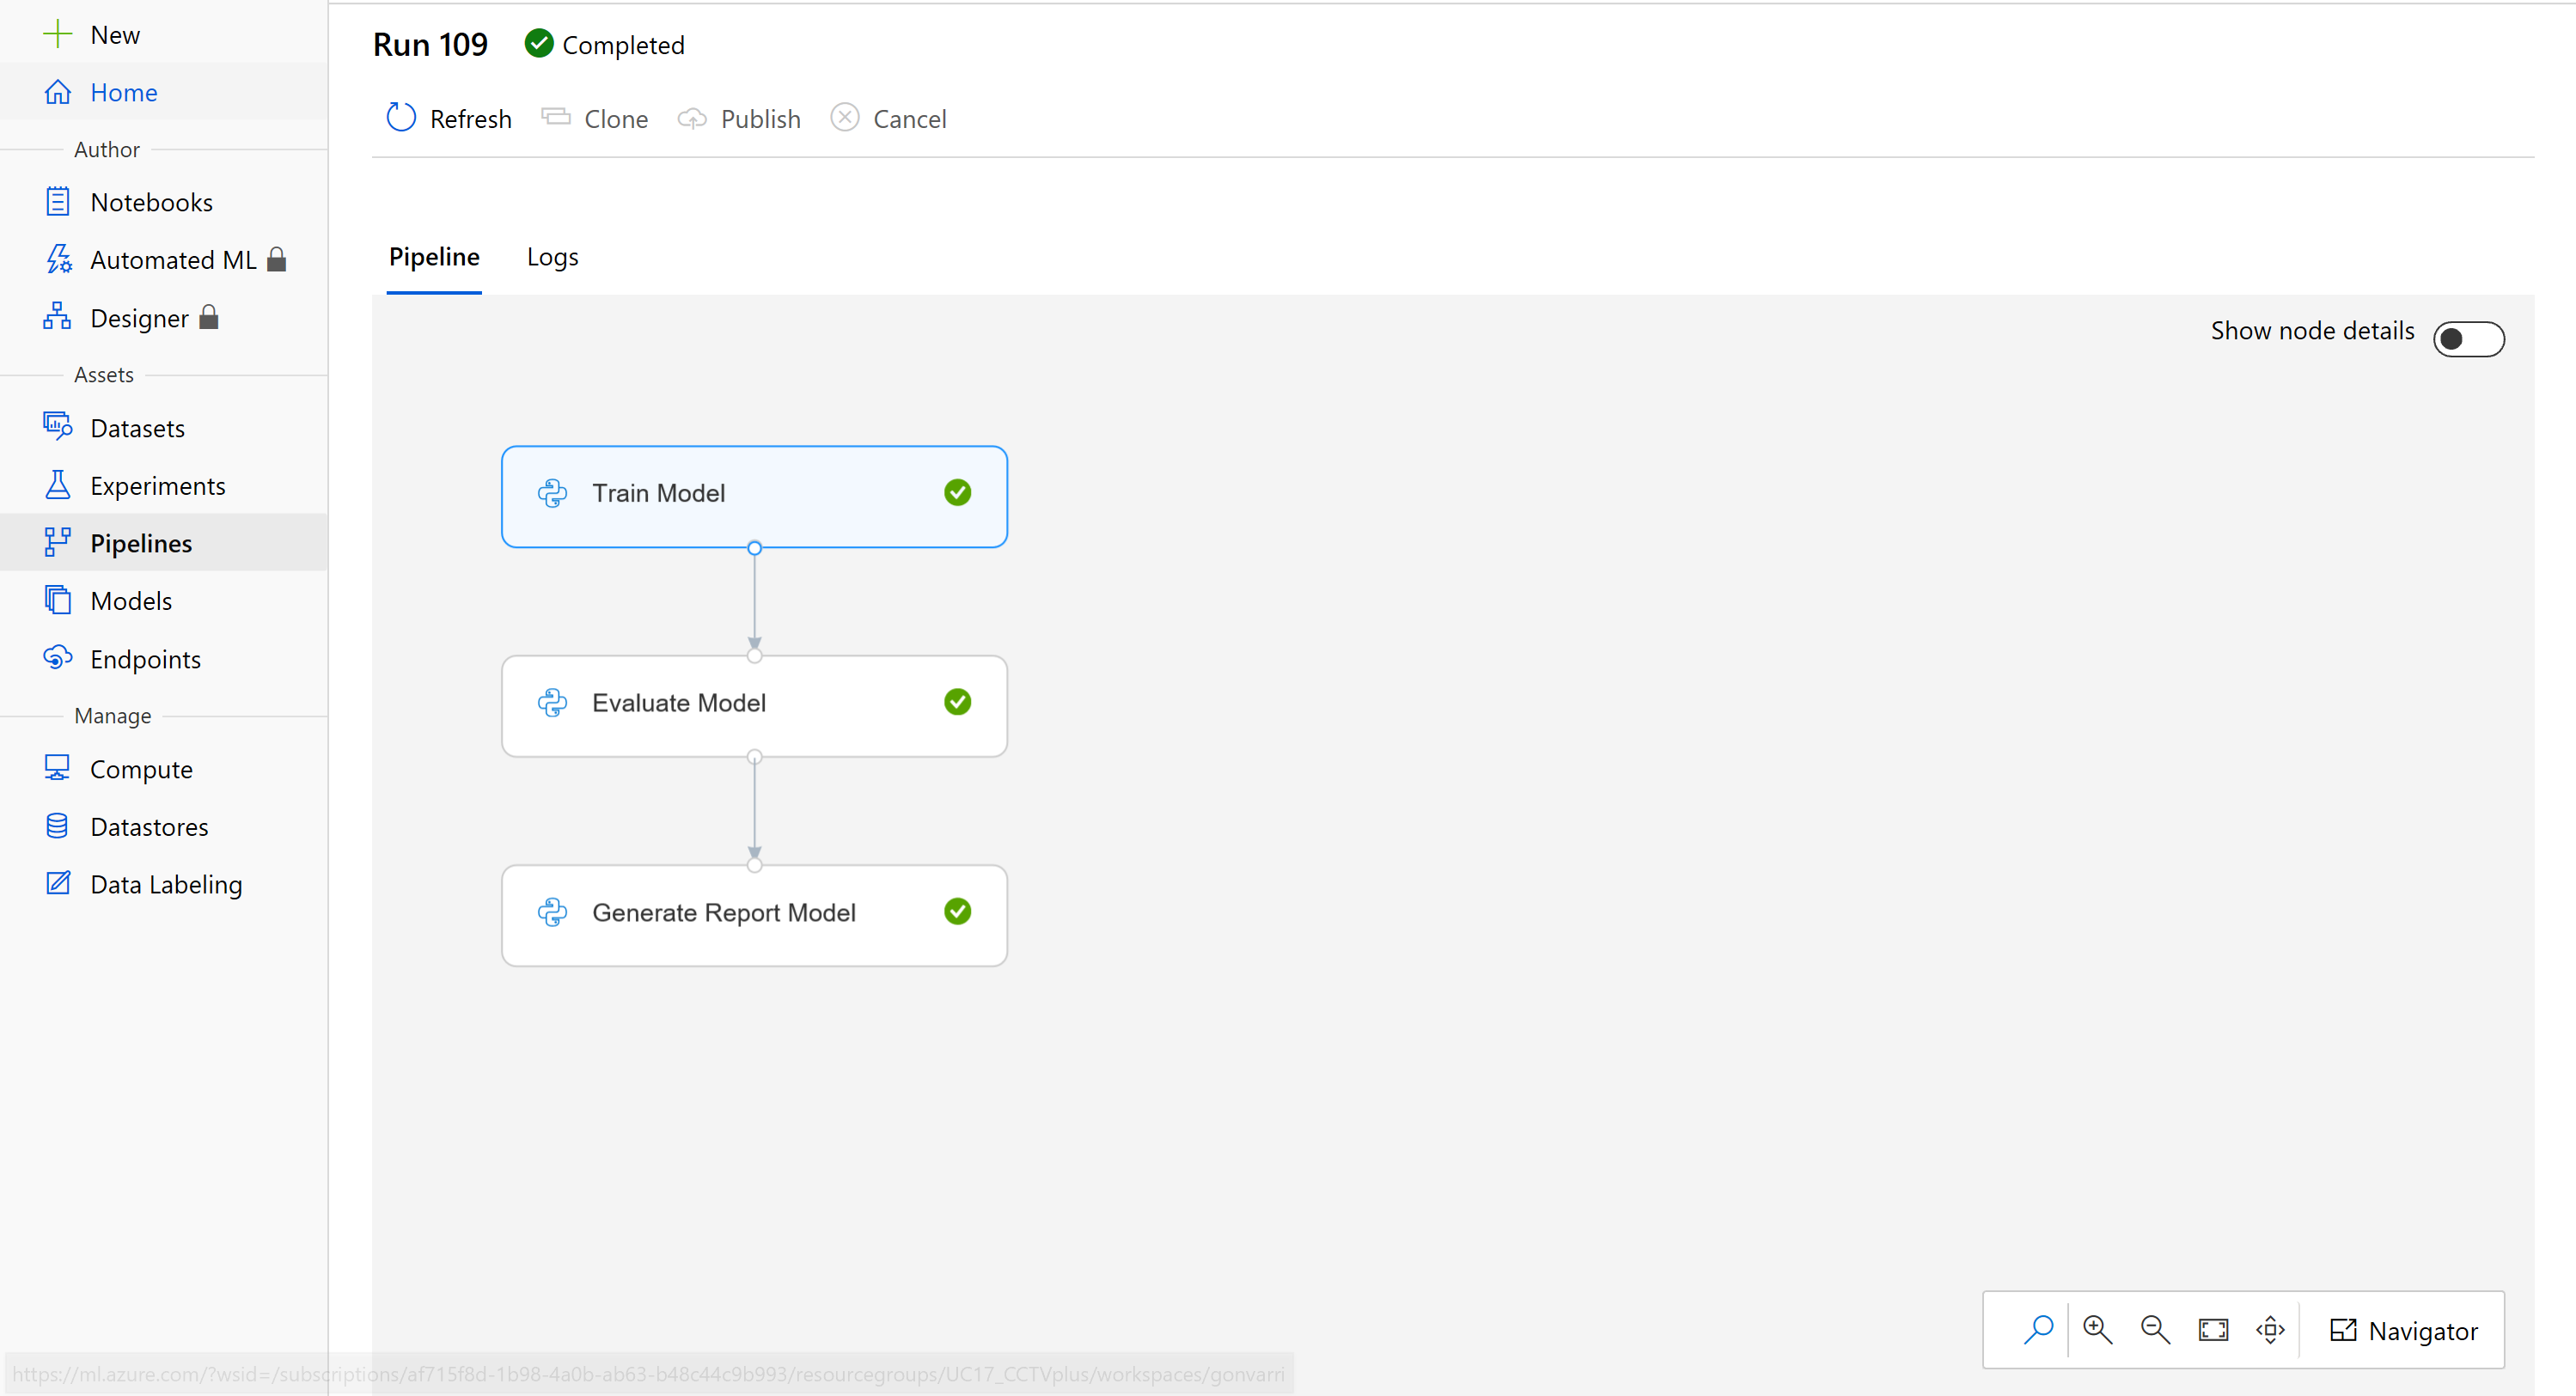 New
Home
Author
Notebooks
Automated ML
Designer
Assets
Datasets
Experiments
Pipelines
Models
Endpoints
Manage
Compute
Datastores
Data Labeling
Run 109 Completed
Refresh Clone Publish Cancel
Pipeline Logs
Show node details
Train Model
Evaluate Model
Generate Report Model
Navigator
https://ml.azure.com/?wsid=/subscriptions/af715f8d-1b98-4a0b-ab63-b48c44c9b993/resourcegroups/UC17_CCTVplus/workspaces/gonvarri